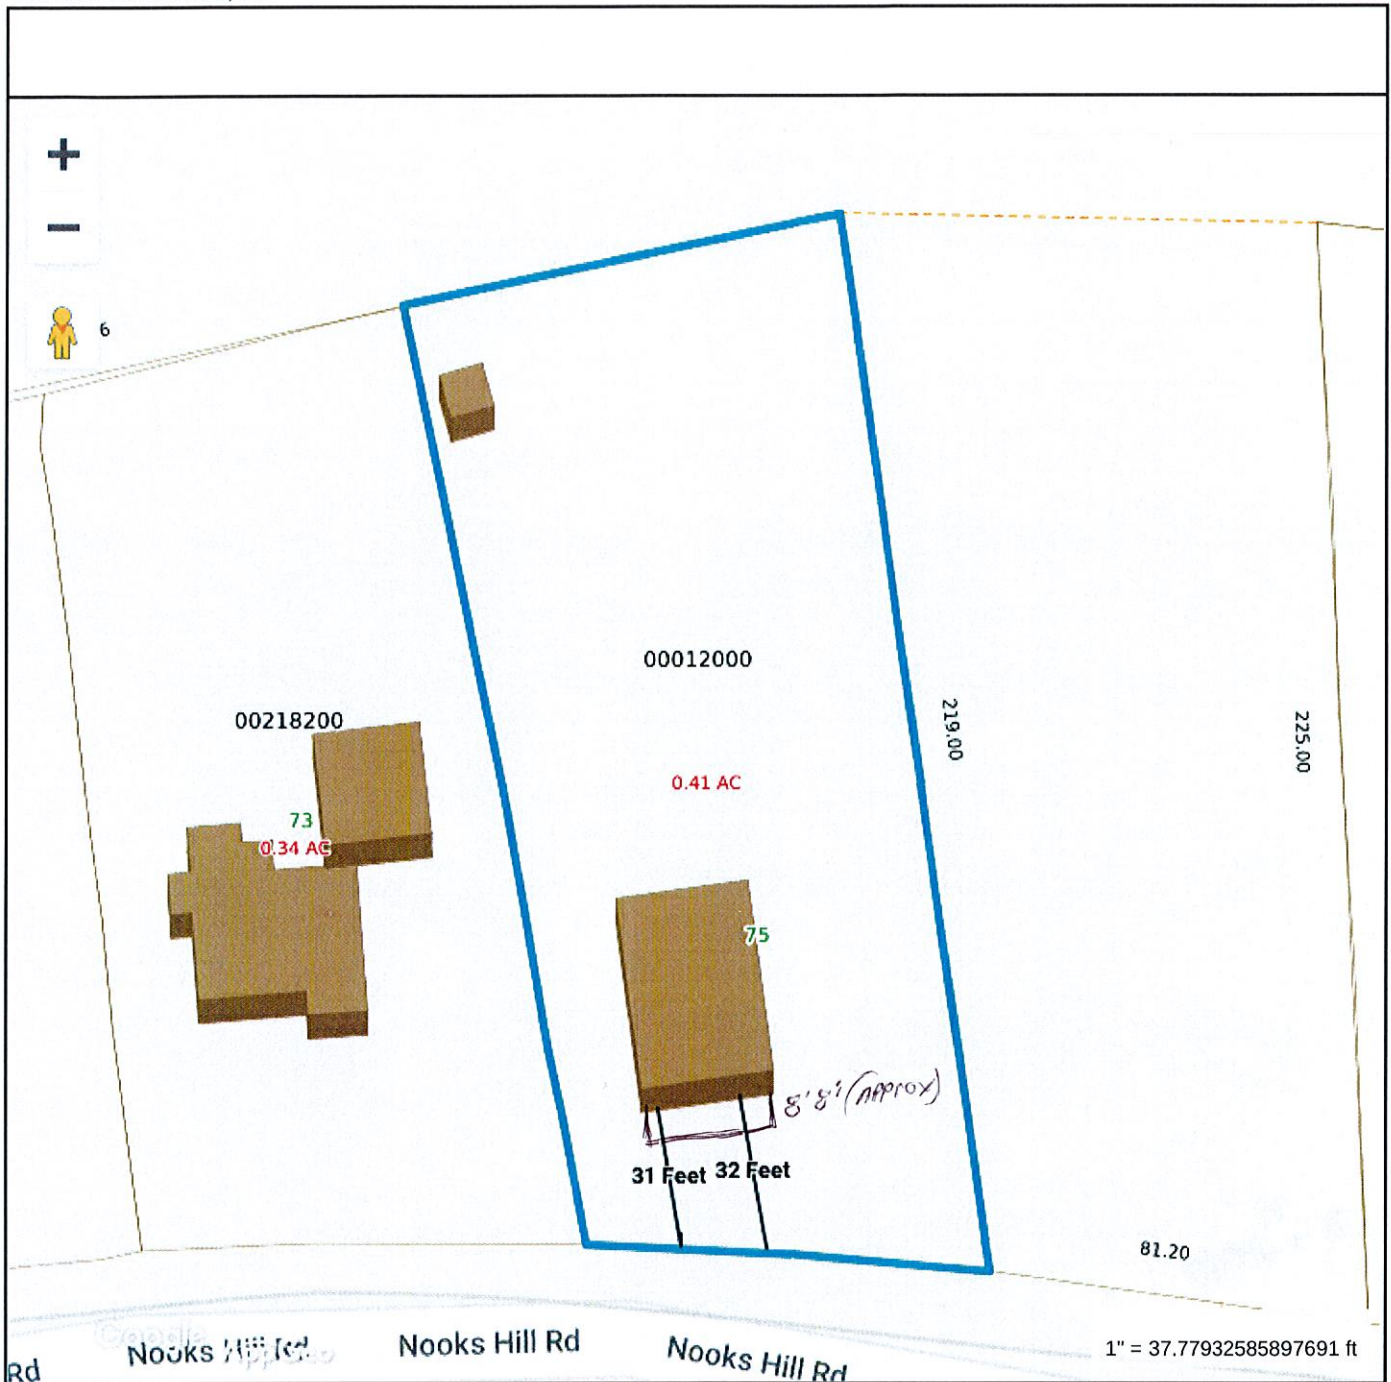 +
−
6
00012000
219.00
225.00
00218200
0.41 AC
73
0.34 AC
75
8' 8" (Approx)
31 Feet
32 Feet
81.20
Google
Nooks Hill Rd
Nooks Hill Rd
Nooks Hill Rd
Rd
AppGeo
1" = 37.77932585897691 ft